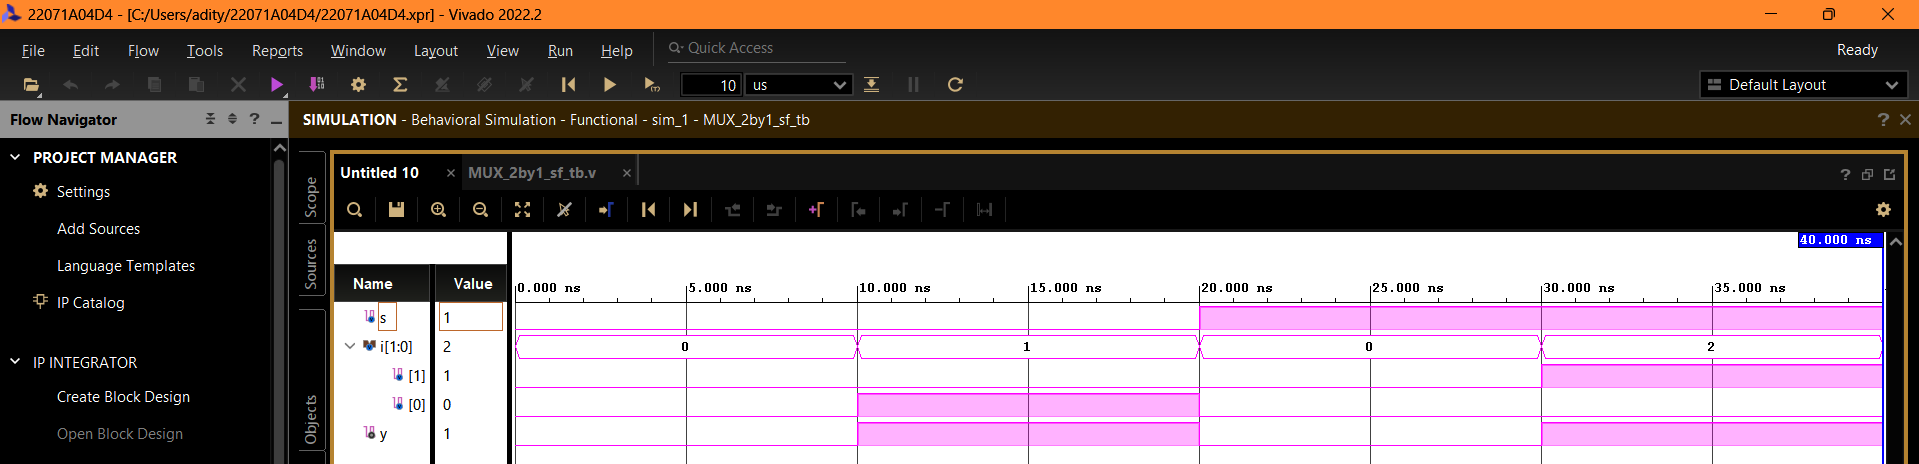 22071A04D4 - [C:/Users/adity/22071A04D4/22071A04D4.xpr] - Vivado 2022.2
File Edit Flow Tools Reports Window Layout View Run Help Quick Access Ready
10 us Default Layout
Flow Navigator ? SIMULATION - Behavioral Simulation - Functional - sim_1 - MUX_2by1_sf_tb ?
PROJECT MANAGER
Settings
Add Sources
Language Templates
IP Catalog
IP INTEGRATOR
Create Block Design
Open Block Design
Scope
Sources
Objects
Untitled 10 MUX_2by1_sf_tb.v ?
40.000 ns
Name Value
0.000 ns 5.000 ns 10.000 ns 15.000 ns 20.000 ns 25.000 ns 30.000 ns 35.000 ns
s 1
i[1:0] 2 0 1 0 2
[1] 1
[0] 0
y 1